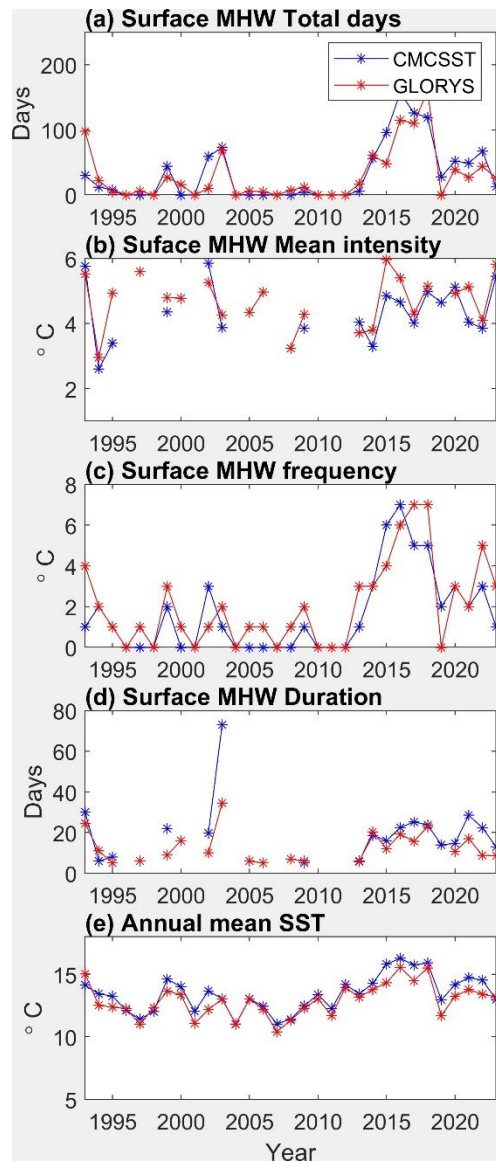 (a) Surface MHW Total days
200
100
0
Days
CMCSST
GLORYS
1995 2000 2005 2010 2015 2020
(b) Suface MHW Mean intensity
6
4
2
° C
1995 2000 2005 2010 2015 2020
(c) Surface MHW frequency
8
6
4
2
0
° C
1995 2000 2005 2010 2015 2020
(d) Surface MHW Duration
80
60
40
20
0
Days
1995 2000 2005 2010 2015 2020
(e) Annual mean SST
15
10
5
° C
1995 2000 2005 2010 2015 2020
Year